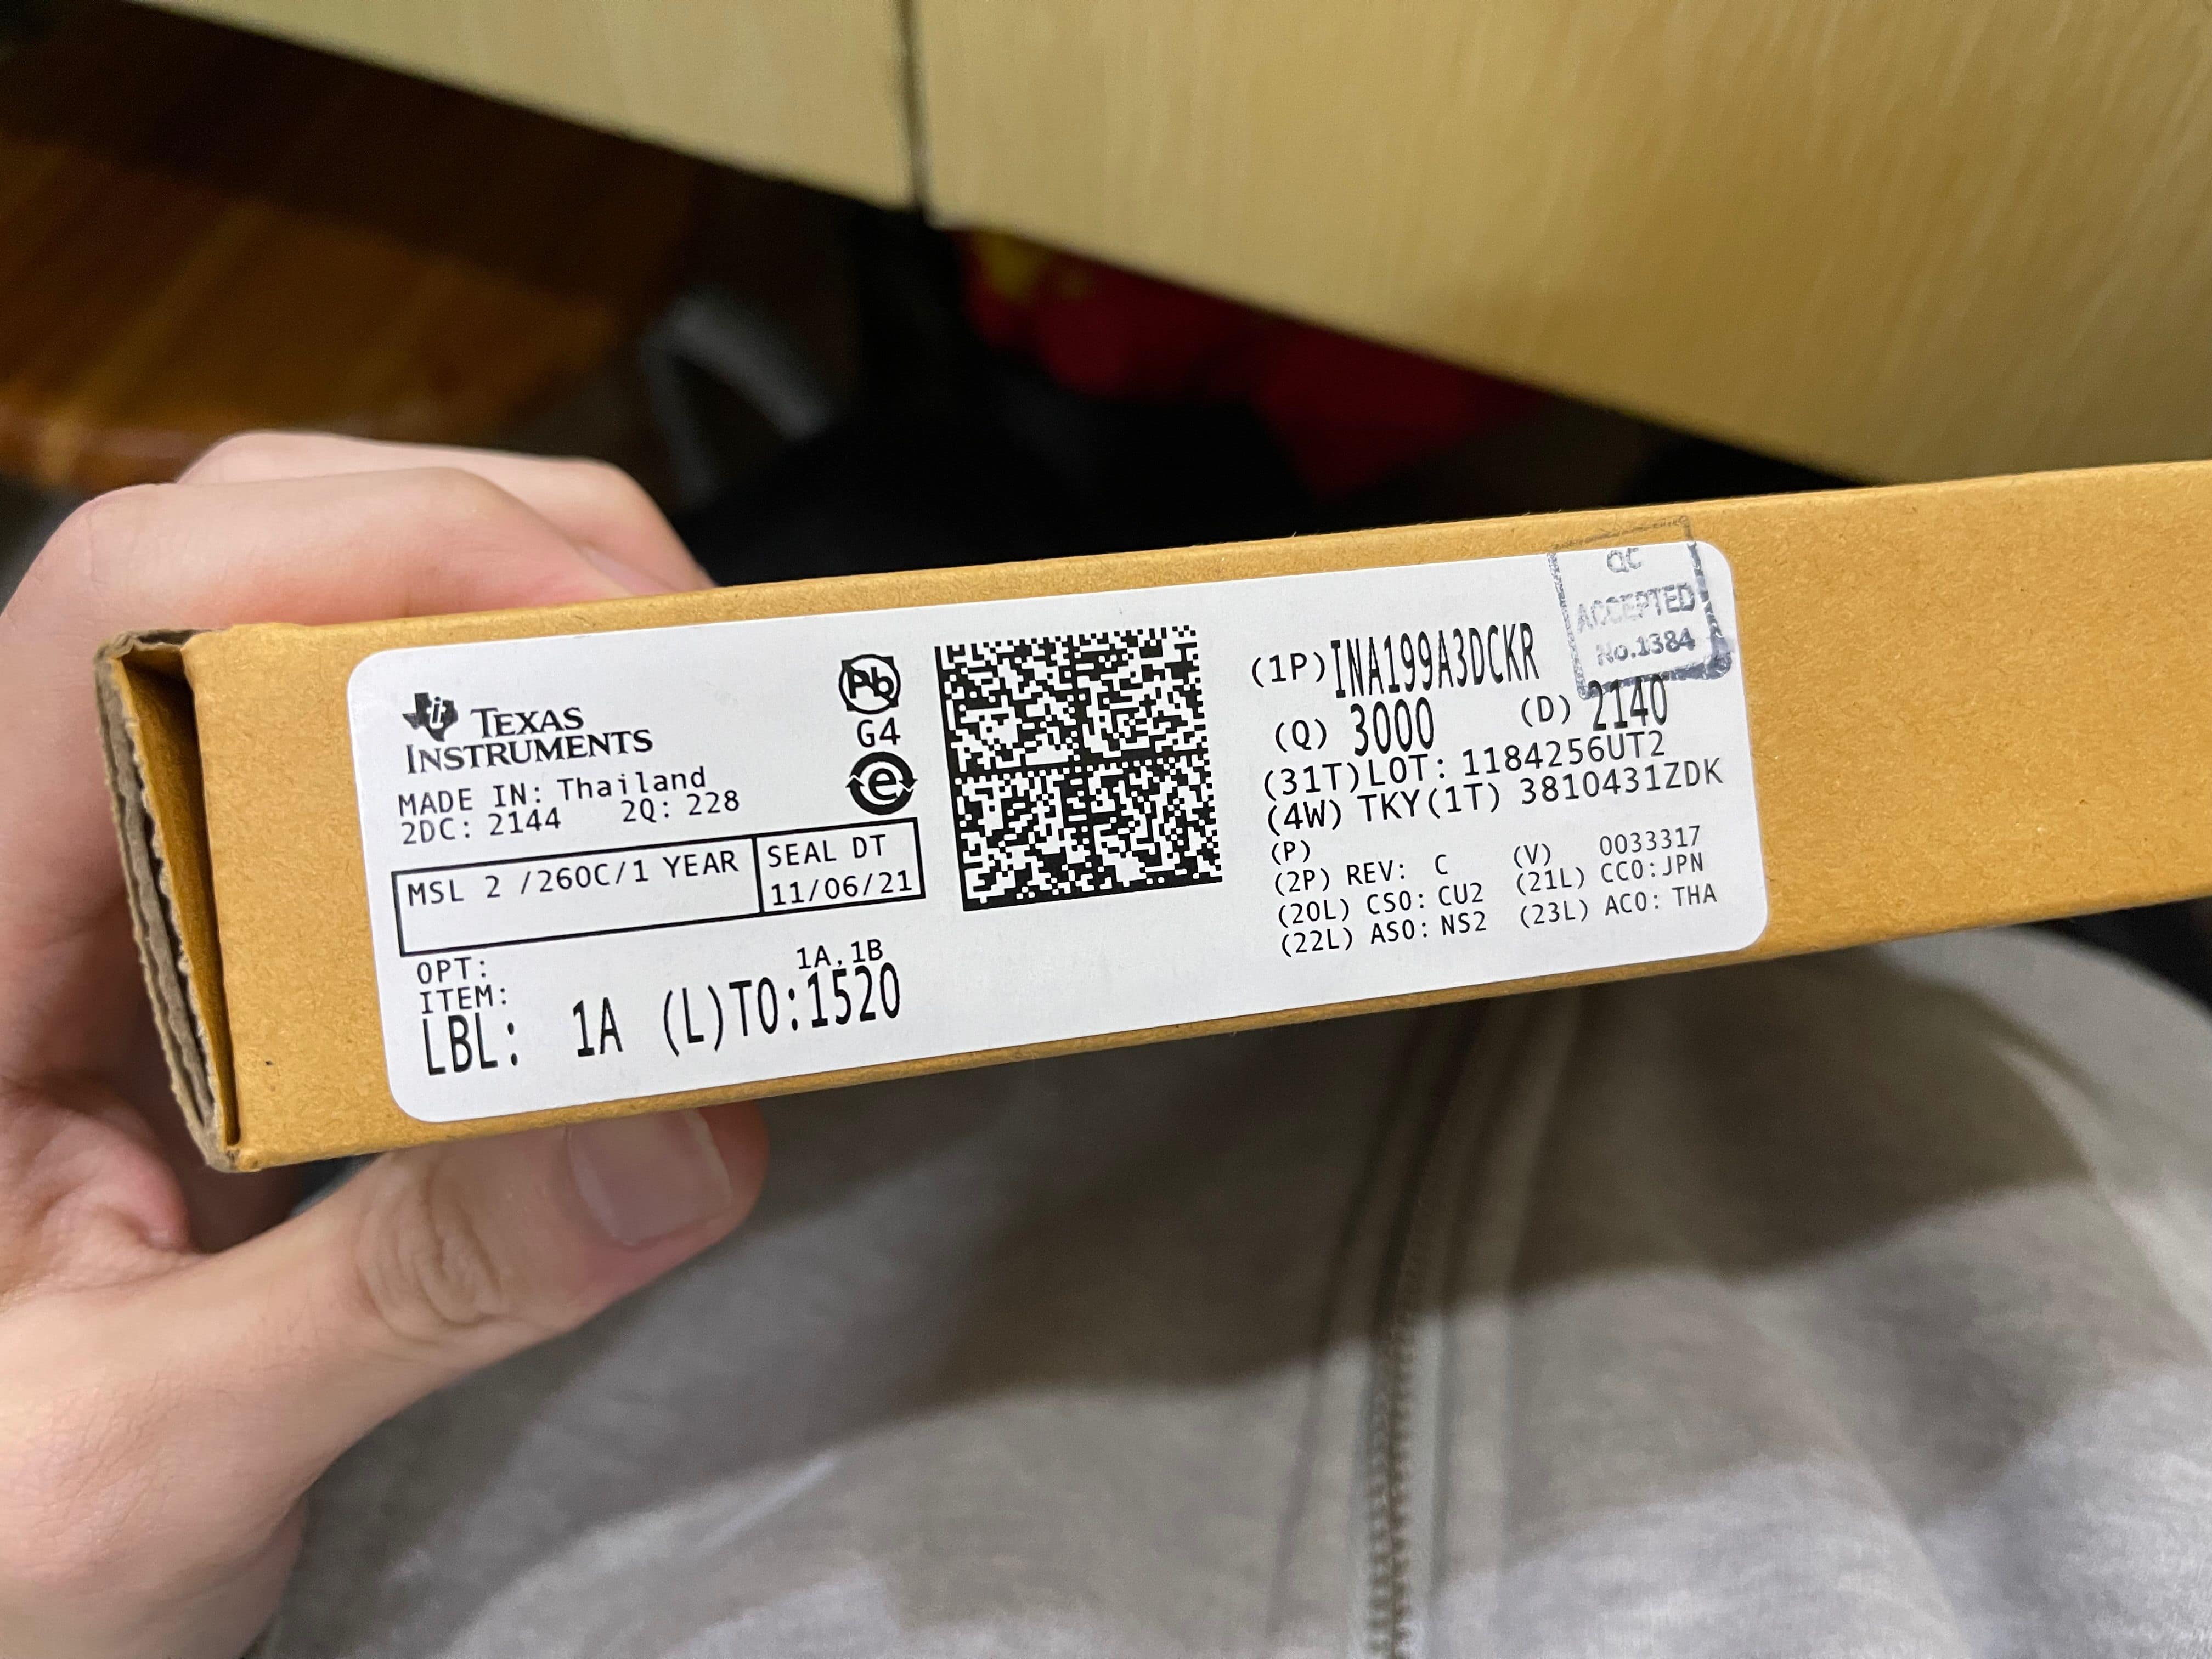 TEXAS
INSTRUMENTS
MADE IN: Thailand
2DC: 2144 2Q: 228
MSL 2 /260C/1 YEAR
SEAL DT
11/06/21
OPT:
ITEM:
1A,1B
LBL: 1A (L)TO:1520
Pb
G4
e
(1P)INA199A3DCKR
(Q) 3000 (D) 2140
(31T)LOT: 1184256UT2
(4W) TKY(1T) 3810431ZDK
(P)
(2P) REV: C (V) 0033317
(20L) CSO: CU2 (21L) CCO:JPN
(22L) ASO: NS2 (23L) ACO: THA
QC
ACCEPTED
No.1384